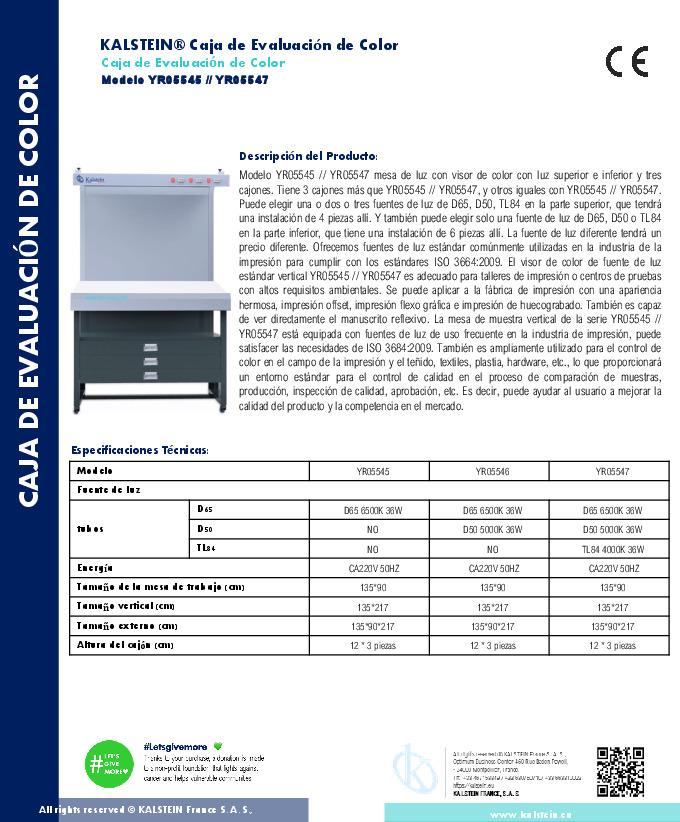 KALSTEIN® Caja de Evaluación de Color
Caja de Evaluación de Color
Modelo YR05545 // YR05547
CE
CAJA DE EVALUACIÓN DE COLOR
Kalstein
Descripción del Producto:
Modelo YR05545 // YR05547 mesa de luz con visor de color con luz superior e inferior y tres
cajones. Tiene 3 cajones más que YR05545 // YR05547, y otros iguales con YR05545 // YR05547.
Puede elegir una o dos o tres fuentes de luz de D65, D50, TL84 en la parte superior, que tendrá
una instalación de 4 piezas allí. Y también puede elegir solo una fuente de luz de D65, D50 o TL84
en la parte inferior, que tiene una instalación de 6 piezas allí. La fuente de luz diferente tendrá un
precio diferente. Ofrecemos fuentes de luz estándar comúnmente utilizadas en la industria de la
impresión para cumplir con los estándares ISO 3664:2009. El visor de color de fuente de luz
estándar vertical YR05545 // YR05547 es adecuado para talleres de impresión o centros de pruebas
con altos requisitos ambientales. Se puede aplicar a la fábrica de impresión con una apariencia
hermosa, impresión offset, impresión flexo gráfica e impresión de huecograbado. También es capaz
de ver directamente el manuscrito reflexivo. La mesa de muestra vertical de la serie YR05545 //
YR05547 está equipada con fuentes de luz de uso frecuente en la industria de impresión, puede
satisfacer las necesidades de ISO 3684:2009. También es ampliamente utilizado para el control de
color en el campo de la impresión y el teñido, textiles, plastia, hardware, etc., lo que proporcionará
un entorno estándar para el control de calidad en el proceso de comparación de muestras,
producción, inspección de calidad, aprobación, etc. Es decir, puede ayudar al usuario a mejorar la
calidad del producto y la competencia en el mercado.
Especificaciones Técnicas:
Modelo YR05545 YR05546 YR05547
Fuente de luz
tubos
D65 D65 6500K 36W D65 6500K 36W D65 6500K 36W
D50 NO D50 5000K 36W D50 5000K 36W
TL84 NO NO TL84 4000K 36W
Energía CA220V 50HZ CA220V 50HZ CA220V 50HZ
Tamaño de la mesa de trabajo (cm) 135*90 135*90 135*90
Tamaño vertical (cm) 135*217 135*217 135*217
Tamaño externo (cm) 135*90*217 135*90*217 135*90*217
Altura del cajón (cm) 12 * 3 piezas 12 * 3 piezas 12 * 3 piezas
# LET'S
GIVE
MORE
#Letsgivemore
Thanks to your purchase, a donation is made
to a non-profit foundation that fights against
cancer and helps vulnerable communities
All rights reserved © KALSTEIN France S. A. S.,
Optimum Business Center 450 Rue Baden Powell,
34000 Montpellier, France.
https://kalstein.eu
KALSTEIN FRANCE, S. A. S
All rights reserved © KALSTEIN France S. A. S.,
www.kalstein.eu